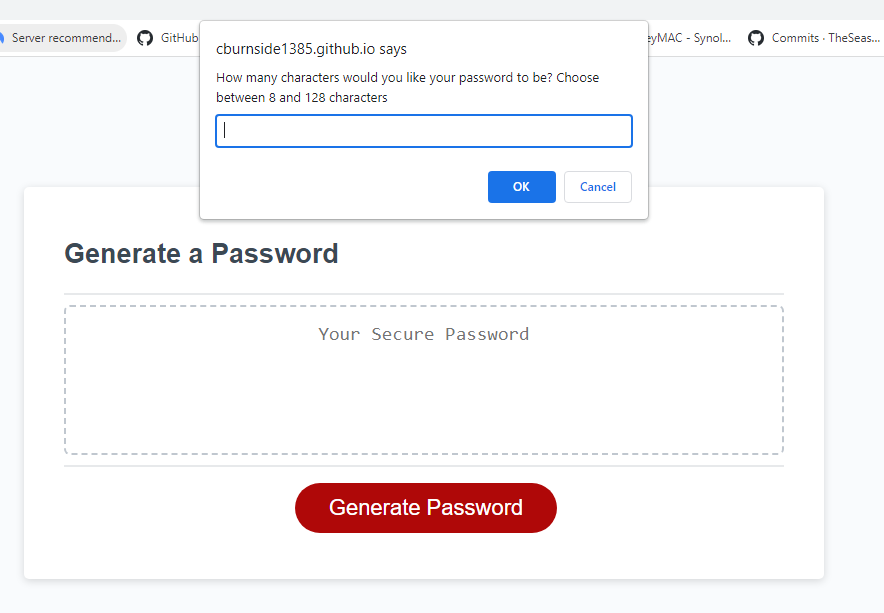 Server recommend...
GitHub
eyMAC - Synol...
Commits · TheSeas...
cburnside1385.github.io says
How many characters would you like your password to be? Choose
between 8 and 128 characters
OK
Cancel
Generate a Password
Your Secure Password
Generate Password